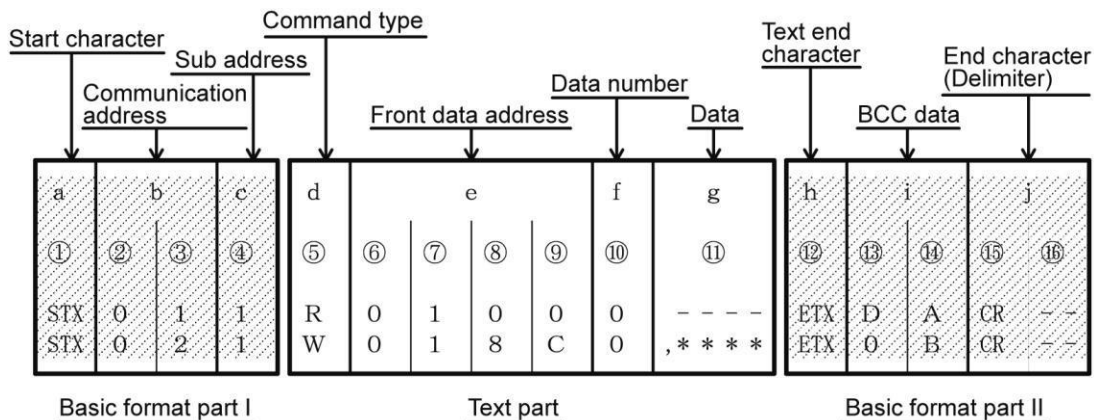 Command type
Start character
Text end
character
Sub address
End character
(Delimiter)
Communication
address
Data number
Front data address
Data
BCC data
a b c d e f g h i j
① ② ③ ④ ⑤ ⑥ ⑦ ⑧ ⑨ ⑩ ⑪ ⑫ ⑬ ⑭ ⑮ ⑯
STX 0 1 1 R 0 1 0 0 0 - - - - ETX D A CR - -
STX 0 2 1 W 0 1 8 C 0 ,**** ETX 0 B CR - -
Basic format part I Text part Basic format part II